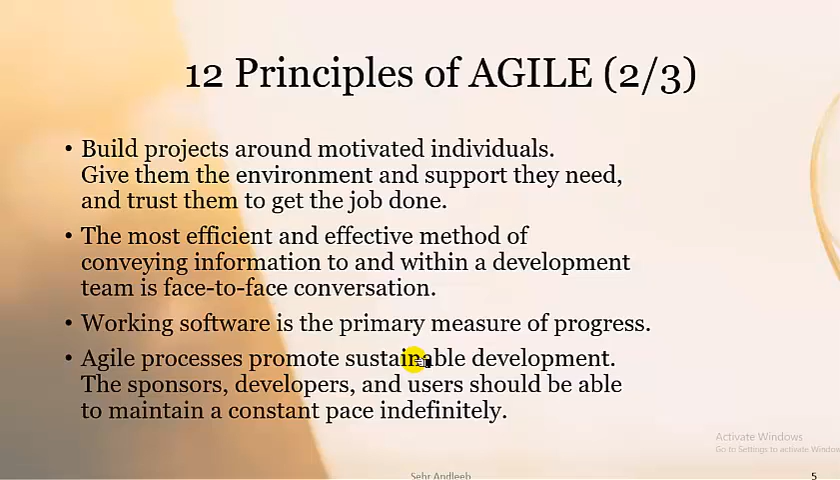 12 Principles of AGILE (2/3)
• Build projects around motivated individuals.
Give them the environment and support they need,
and trust them to get the job done.
• The most efficient and effective method of
conveying information to and within a development
team is face-to-face conversation.
• Working software is the primary measure of progress.
• Agile processes promote sustainable development.
The sponsors, developers, and users should be able
to maintain a constant pace indefinitely.
Activate Windows
Go to Settings to activate Window
Sehr Andleeb
5